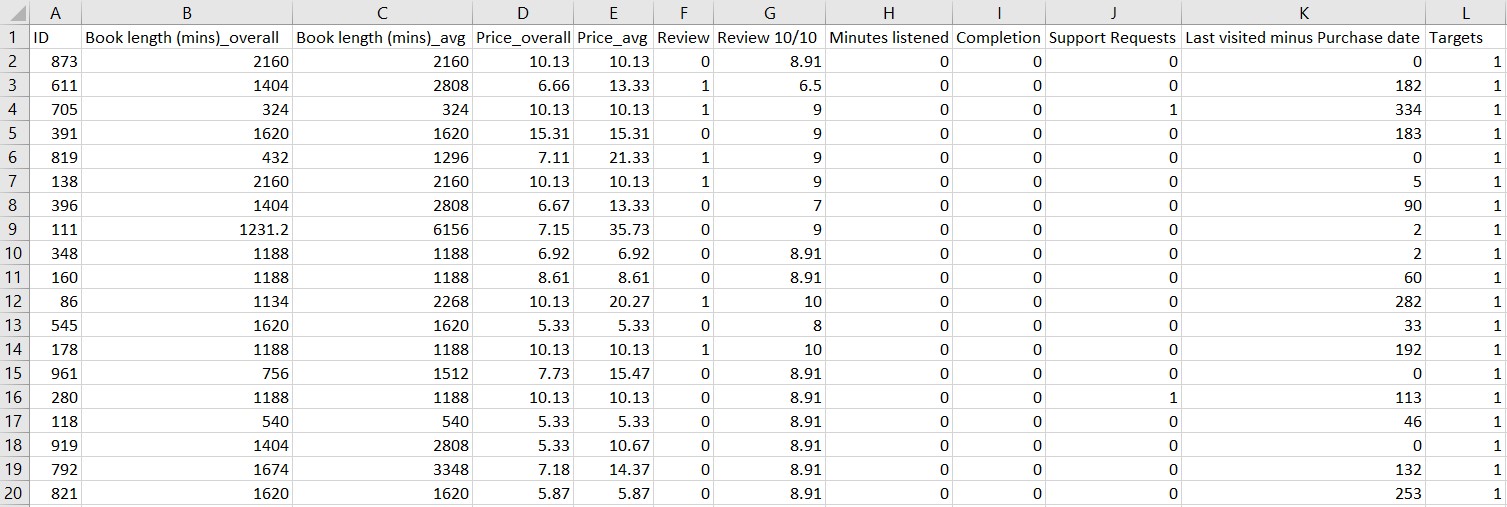 A B C D E F G H I J K L
1 ID Book length (mins)_overall Book length (mins)_avg Price_overall Price_avg Review Review 10/10 Minutes listened Completion Support Requests Last visited minus Purchase date Targets
2 873 2160 2160 10.13 10.13 0 8.91 0 0 0 0 1
3 611 1404 2808 6.66 13.33 1 6.5 0 0 0 182 1
4 705 324 324 10.13 10.13 1 9 0 0 1 334 1
5 391 1620 1620 15.31 15.31 0 9 0 0 0 183 1
6 819 432 1296 7.11 21.33 1 9 0 0 0 0 1
7 138 2160 2160 10.13 10.13 1 9 0 0 0 5 1
8 396 1404 2808 6.67 13.33 0 7 0 0 0 90 1
9 111 1231.2 6156 7.15 35.73 0 9 0 0 0 2 1
10 348 1188 1188 6.92 6.92 0 8.91 0 0 0 2 1
11 160 1188 1188 8.61 8.61 0 8.91 0 0 0 60 1
12 86 1134 2268 10.13 20.27 1 10 0 0 0 282 1
13 545 1620 1620 5.33 5.33 0 8 0 0 0 33 1
14 178 1188 1188 10.13 10.13 1 10 0 0 0 192 1
15 961 756 1512 7.73 15.47 0 8.91 0 0 0 0 1
16 280 1188 1188 10.13 10.13 0 8.91 0 0 1 113 1
17 118 540 540 5.33 5.33 0 8.91 0 0 0 46 1
18 919 1404 2808 5.33 10.67 0 8.91 0 0 0 0 1
19 792 1674 3348 7.18 14.37 0 8.91 0 0 0 132 1
20 821 1620 1620 5.87 5.87 0 8.91 0 0 0 253 1